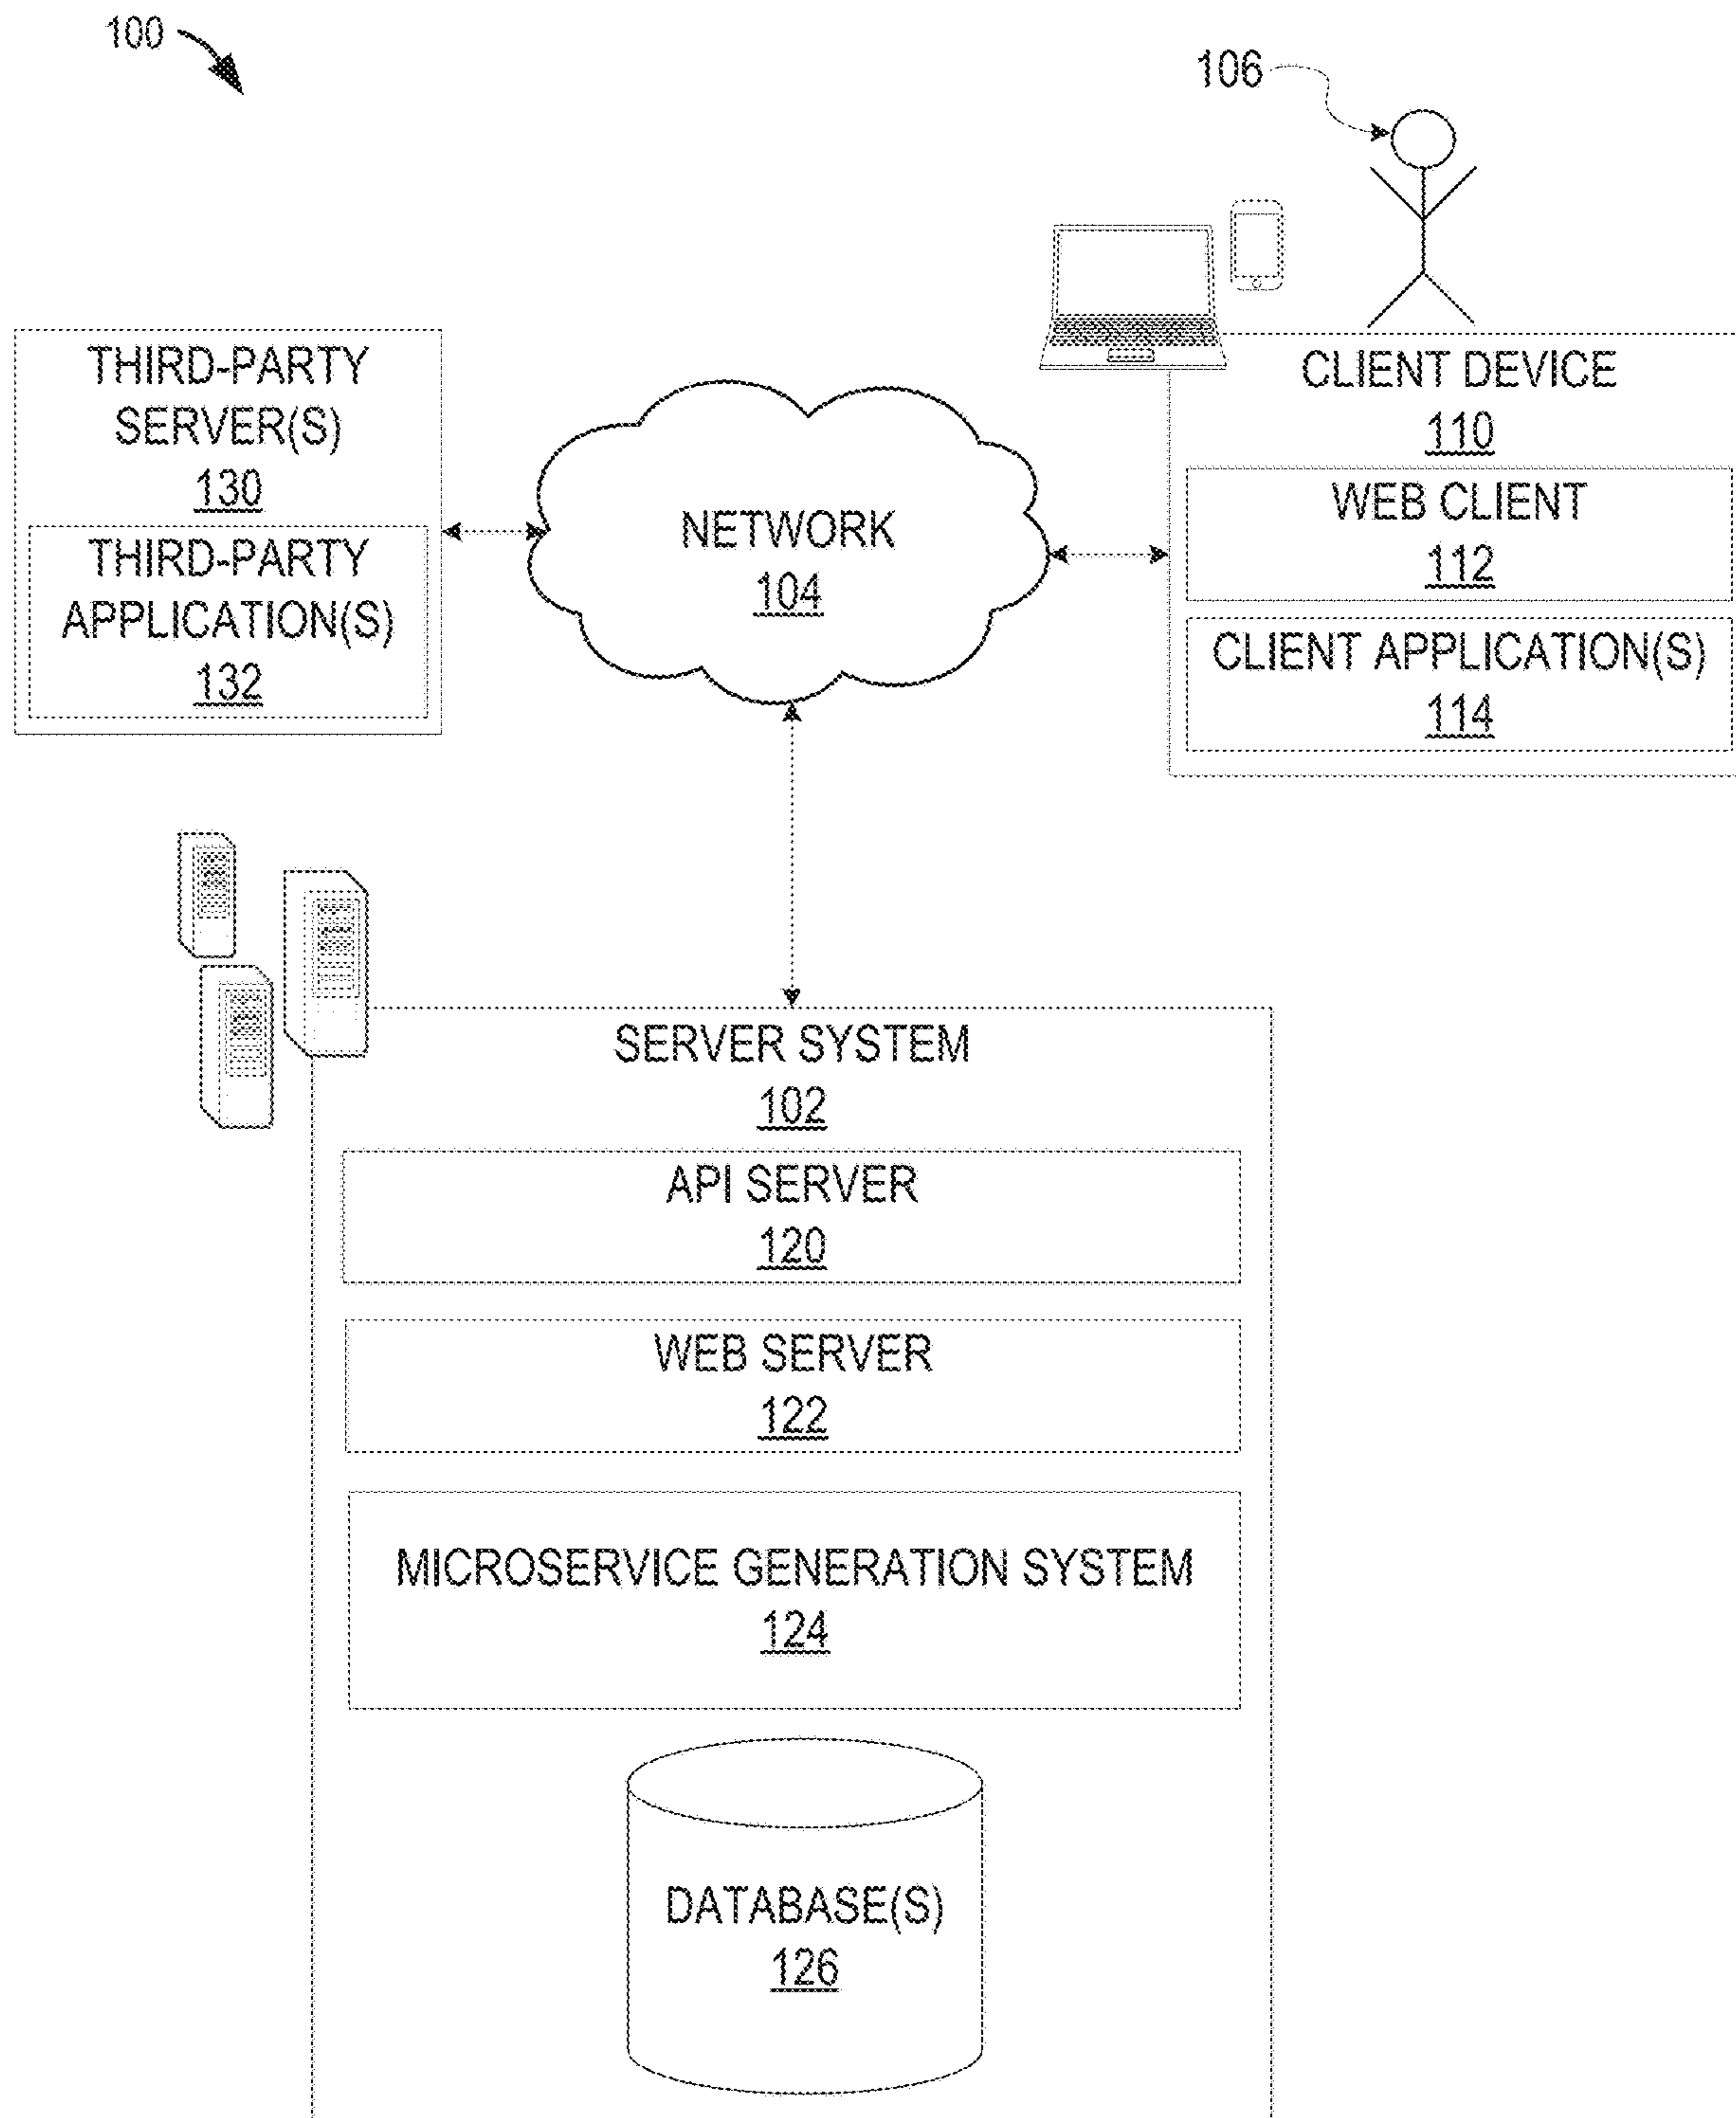 100
106
THIRD-PARTY
SERVER(S)
130
THIRD-PARTY
APPLICATION(S)
132
NETWORK
104
CLIENT DEVICE
110
WEB CLIENT
112
CLIENT APPLICATION(S)
114
SERVER SYSTEM
102
API SERVER
120
WEB SERVER
122
MICROSERVICE GENERATION SYSTEM
124
DATABASE(S)
126